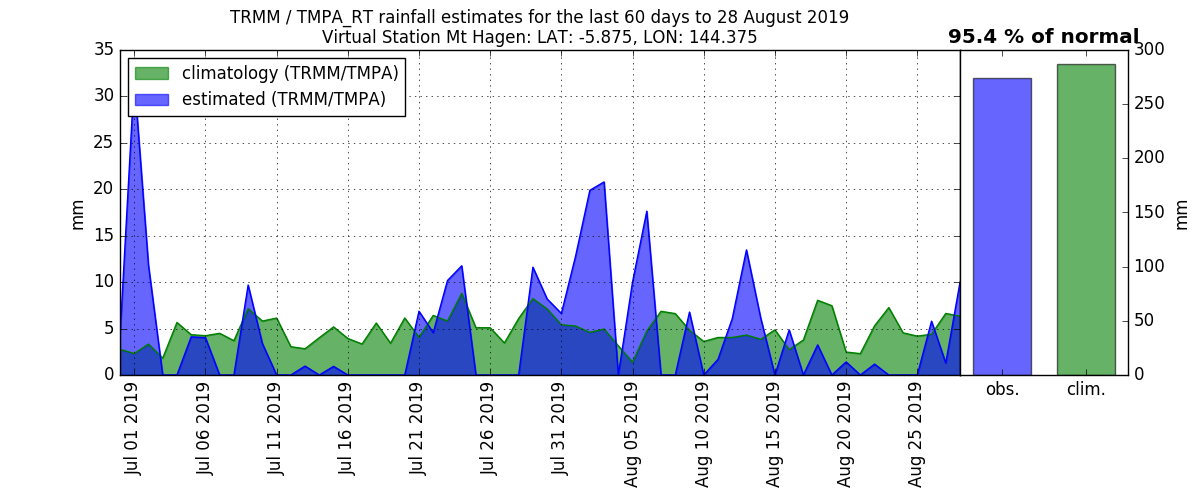 TRMM / TMPA_RT rainfall estimates for the last 60 days to 28 August 2019
Virtual Station Mt Hagen: LAT: -5.875, LON: 144.375
95.4 % of normal
climatology (TRMM/TMPA)
estimated (TRMM/TMPA)
mm
35
30
25
20
15
10
5
0
Jul 01 2019
Jul 06 2019
Jul 11 2019
Jul 16 2019
Jul 21 2019
Jul 26 2019
Jul 31 2019
Aug 05 2019
Aug 10 2019
Aug 15 2019
Aug 20 2019
Aug 25 2019
obs.
clim.
300
250
200
150
100
50
0
mm